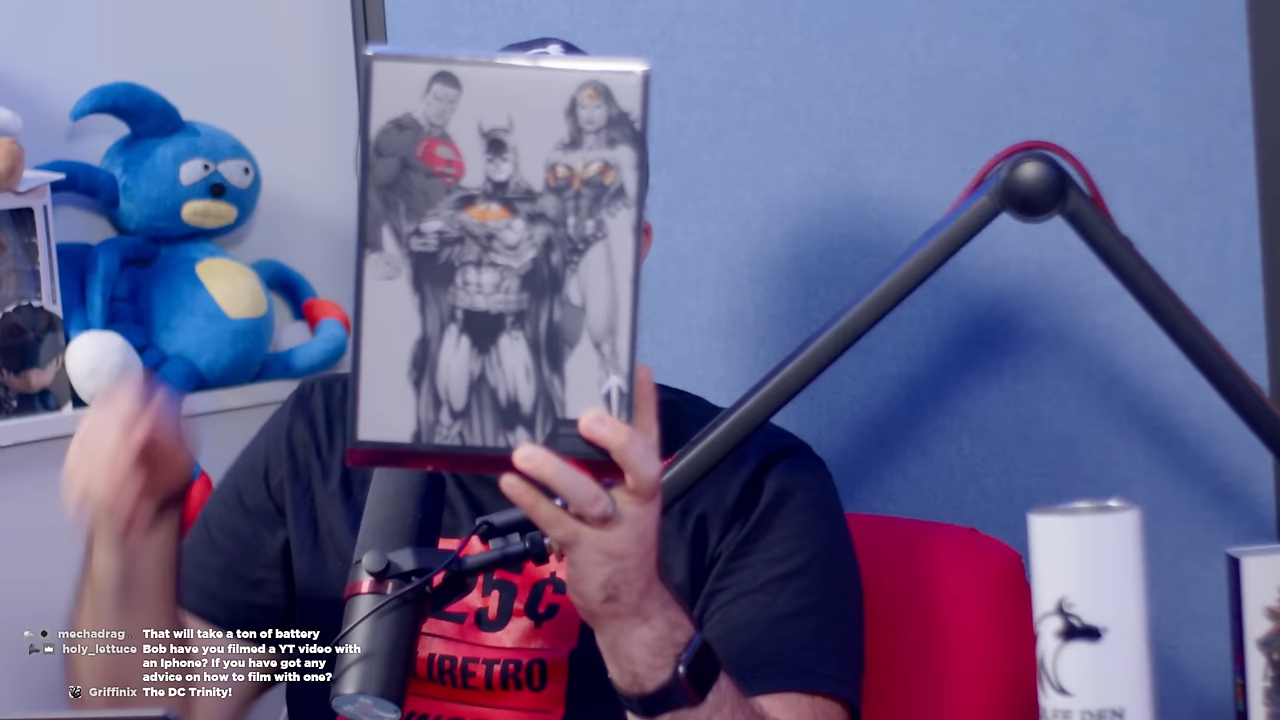 25¢
IRETRO
mechadrag That will take a ton of battery
holy_lettuce Bob have you filmed a YT video with
an Iphone? If you have got any
advice on how to film with one?
Griffinix The DC Trinity!